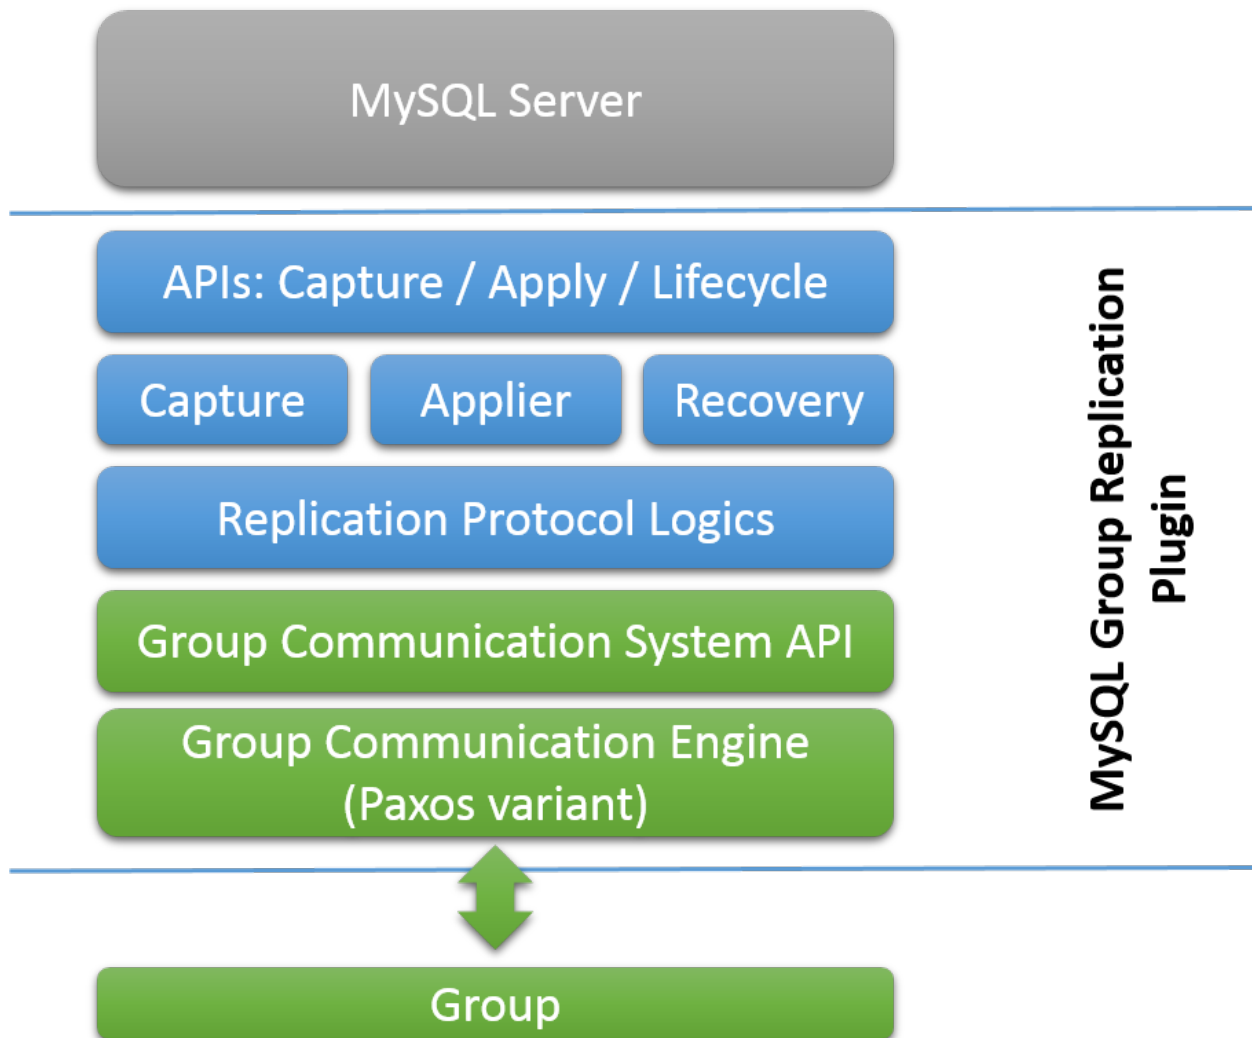 MySQL Server
APIs: Capture / Apply / Lifecycle
Capture
Applier
Recovery
Replication Protocol Logics
Group Communication System API
Group Communication Engine
(Paxos variant)
Group
MySQL Group Replication
Plugin